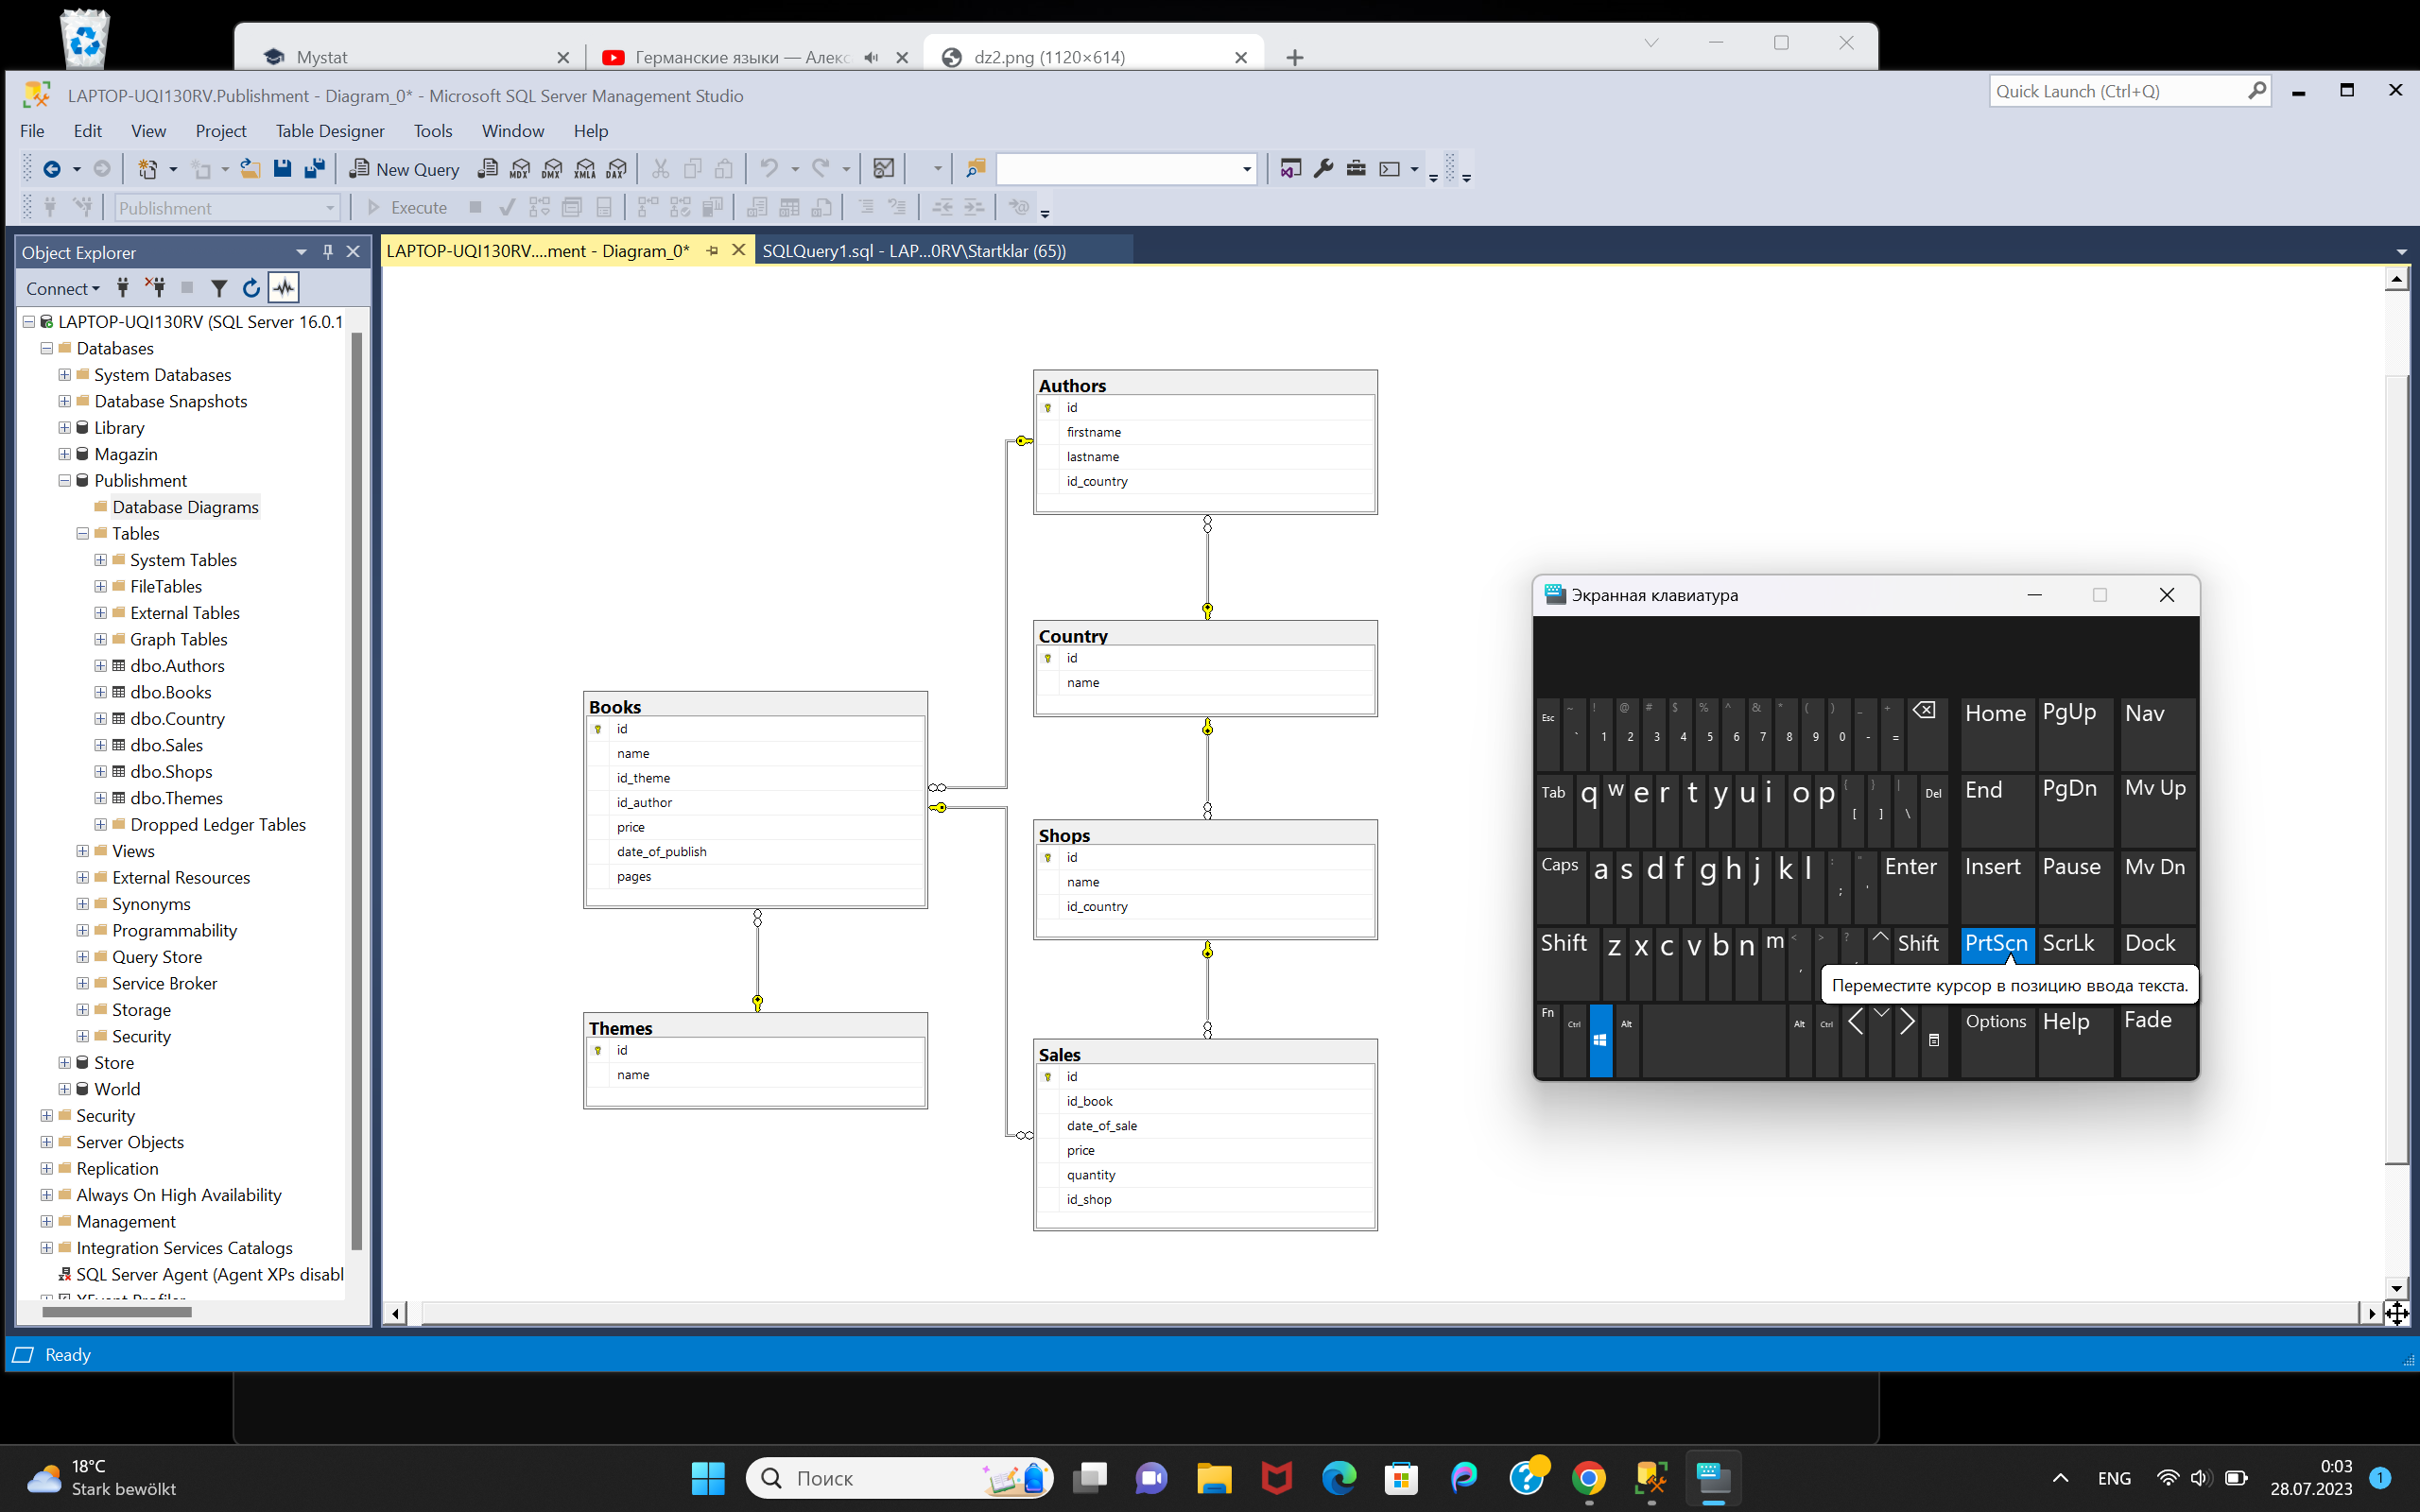 Mystat
Германские языки — Алекс
dz2.png (1120×614)
LAPTOP-UQI130RV.Publishment - Diagram_0* - Microsoft SQL Server Management Studio
Quick Launch (Ctrl+Q)
File Edit View Project Table Designer Tools Window Help
New Query MDX DMX XMLA DAX
Publishment Execute
Object Explorer
LAPTOP-UQI130RV....ment - Diagram_0*
SQLQuery1.sql - LAP...0RV\Startklar (65))
Connect
LAPTOP-UQI130RV (SQL Server 16.0.1
Databases
System Databases
Database Snapshots
Library
Magazin
Publishment
Database Diagrams
Tables
System Tables
FileTables
External Tables
Graph Tables
dbo.Authors
dbo.Books
dbo.Country
dbo.Sales
dbo.Shops
dbo.Themes
Dropped Ledger Tables
Views
External Resources
Synonyms
Programmability
Query Store
Service Broker
Storage
Security
Store
World
Security
Server Objects
Replication
Always On High Availability
Management
Integration Services Catalogs
SQL Server Agent (Agent XPs disabl
XEvent Profiler
Authors
id
firstname
lastname
id_country
Country
id
name
Books
id
name
id_theme
id_author
price
date_of_publish
pages
Shops
id
name
id_country
Themes
id
name
Sales
id
id_book
date_of_sale
price
quantity
id_shop
Экранная клавиатура
Esc ~ ` ! 1 @ 2 # 3 $ 4 % 5 ^ 6 & 7 * 8 ( 9 ) 0 _ - + = Home PgUp Nav
Tab q w e r t y u i o p { [ } ] | \ Del End PgDn Mv Up
Caps a s d f g h j k l : ; " ' Enter Insert Pause Mv Dn
Shift z x c v b n m < , > ? Shift PrtScn ScrLk Dock
Переместите курсор в позицию ввода текста.
Fn Ctrl Alt Alt Ctrl Options Help Fade
Ready
18°C
Stark bewölkt
Поиск
ENG
0:03
28.07.2023
1